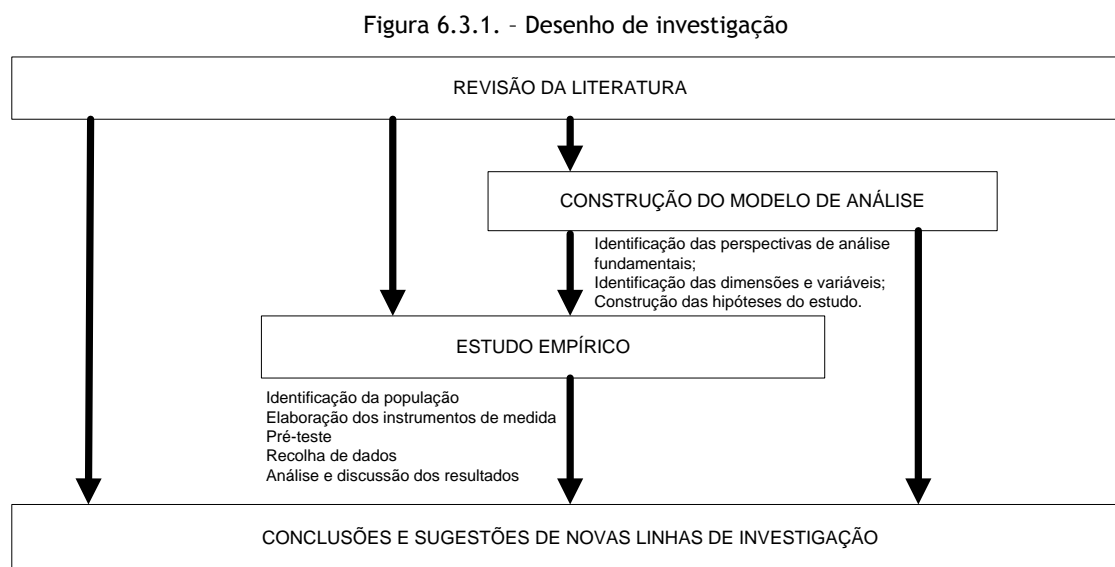 Figura 6.3.1. - Desenho de investigação
REVISÃO DA LITERATURA
CONSTRUÇÃO DO MODELO DE ANÁLISE
Identificação das perspectivas de análise
fundamentais;
Identificação das dimensões e variáveis;
Construção das hipóteses do estudo.
ESTUDO EMPÍRICO
Identificação da população
Elaboração dos instrumentos de medida
Pré-teste
Recolha de dados
Análise e discussão dos resultados
CONCLUSÕES E SUGESTÕES DE NOVAS LINHAS DE INVESTIGAÇÃO